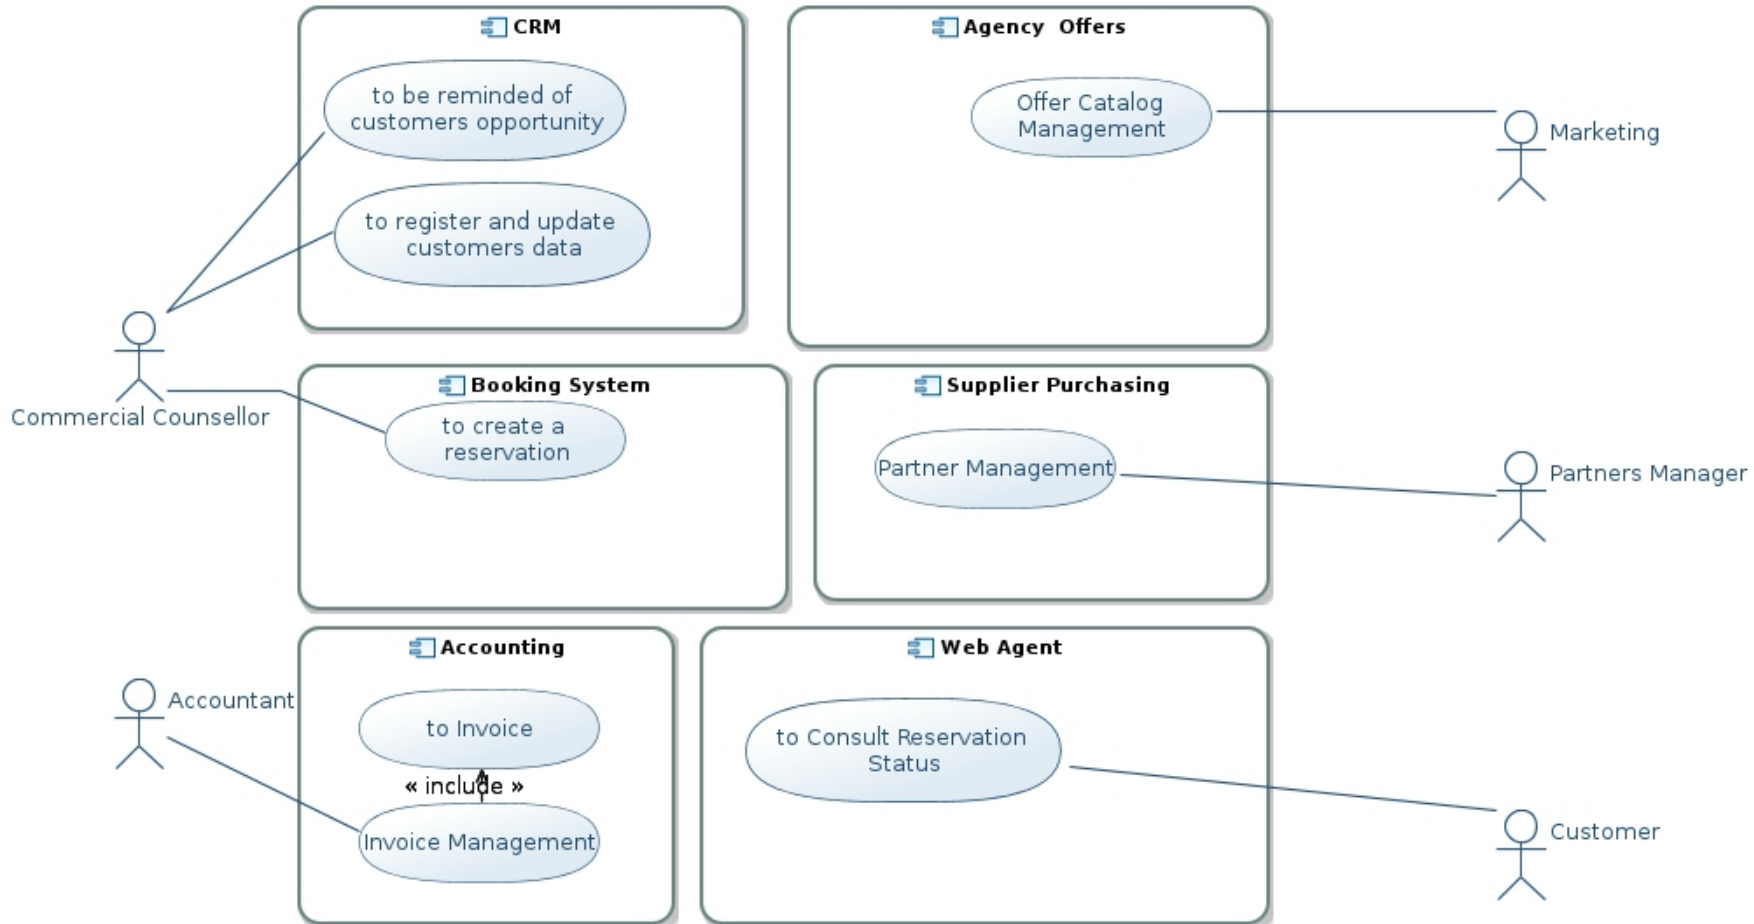 CRM
to be reminded of
customers opportunity
to register and update
customers data
Agency Offers
Offer Catalog
Management
Marketing
Commercial Counsellor
Booking System
to create a
reservation
Supplier Purchasing
Partner Management
Partners Manager
Accountant
Accounting
to Invoice
« include »
Invoice Management
Web Agent
to Consult Reservation
Status
Customer